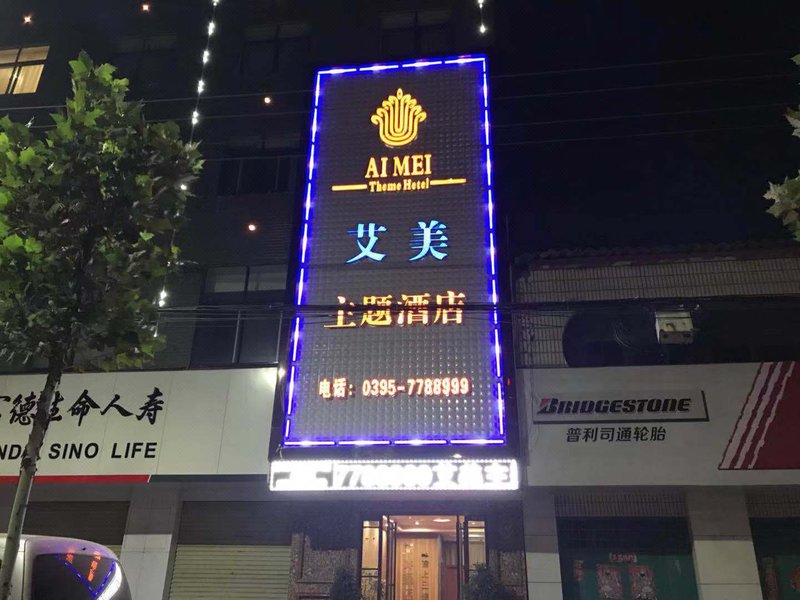 AI MEI
Theme Hotel
艾美
主题酒店
电话：0395-7788999
德生命人寿
SINO LIFE
BRIDGESTONE
普利司通轮胎